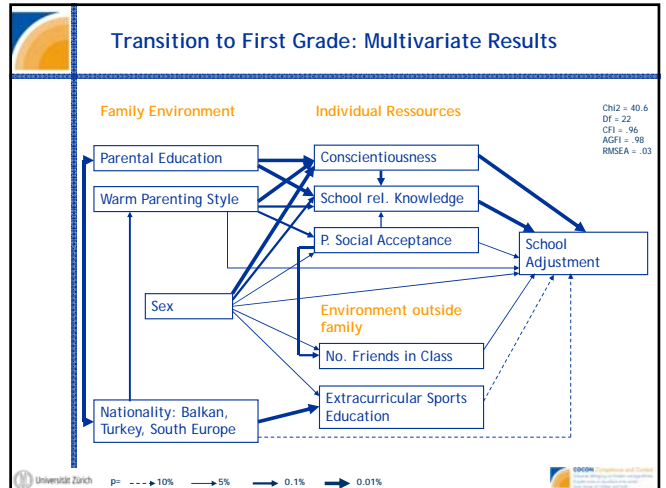 Transition to First Grade: Multivariate Results
Family Environment
Individual Ressources
Chi2 = 40.6
Df = 22
CFI = .96
AGFI = .98
RMSEA = .03
Parental Education
Conscientiousness
Warm Parenting Style
School rel. Knowledge
P. Social Acceptance
School
Adjustment
Sex
Environment outside
family
No. Friends in Class
Extracurricular Sports
Education
Nationality: Balkan,
Turkey, South Europe
Universität Zürich
p= 10% 5% 0.1% 0.01%
COCON Competence and Context